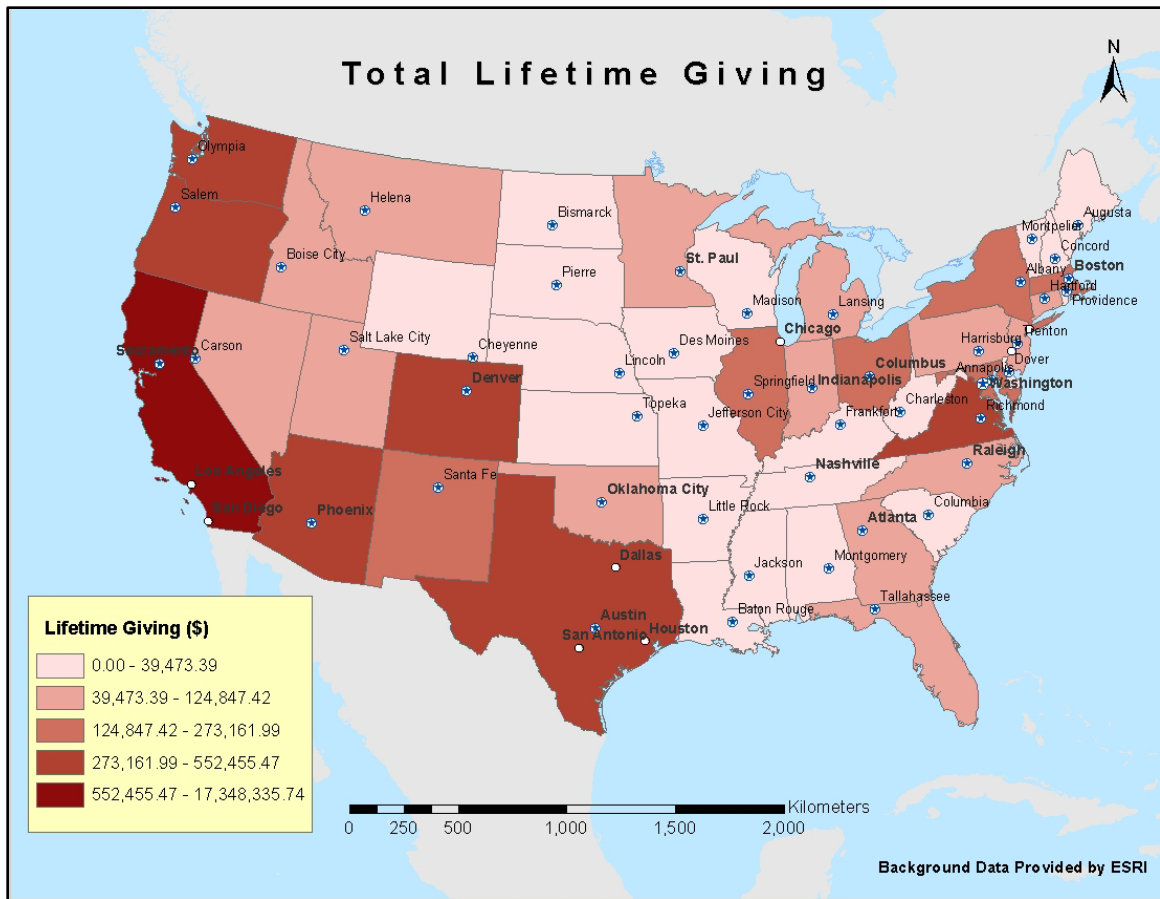 Total Lifetime Giving
N
Olympia
Salem
Helena
Boise City
Bismarck
Pierre
St. Paul
Madison
Lansing
Montpelier
Augusta
Concord
Albany
Boston
Hartford
Providence
Sacramento
Carson
Salt Lake City
Cheyenne
Lincoln
Des Moines
Chicago
Harrisburg
Trenton
Dover
Annapolis
Washington
Denver
Topeka
Jefferson City
Springfield
Indianapolis
Columbus
Frankfort
Charleston
Richmond
Los Angeles
San Diego
Phoenix
Santa Fe
Oklahoma City
Little Rock
Nashville
Raleigh
Columbia
Atlanta
Dallas
Jackson
Montgomery
Tallahassee
Baton Rouge
Austin
San Antonio
Houston
Lifetime Giving ($)
0.00 - 39,473.39
39,473.39 - 124,847.42
124,847.42 - 273,161.99
273,161.99 - 552,455.47
552,455.47 - 17,348,335.74
Kilometers
0 250 500 1,000 1,500 2,000
Background Data Provided by ESRI